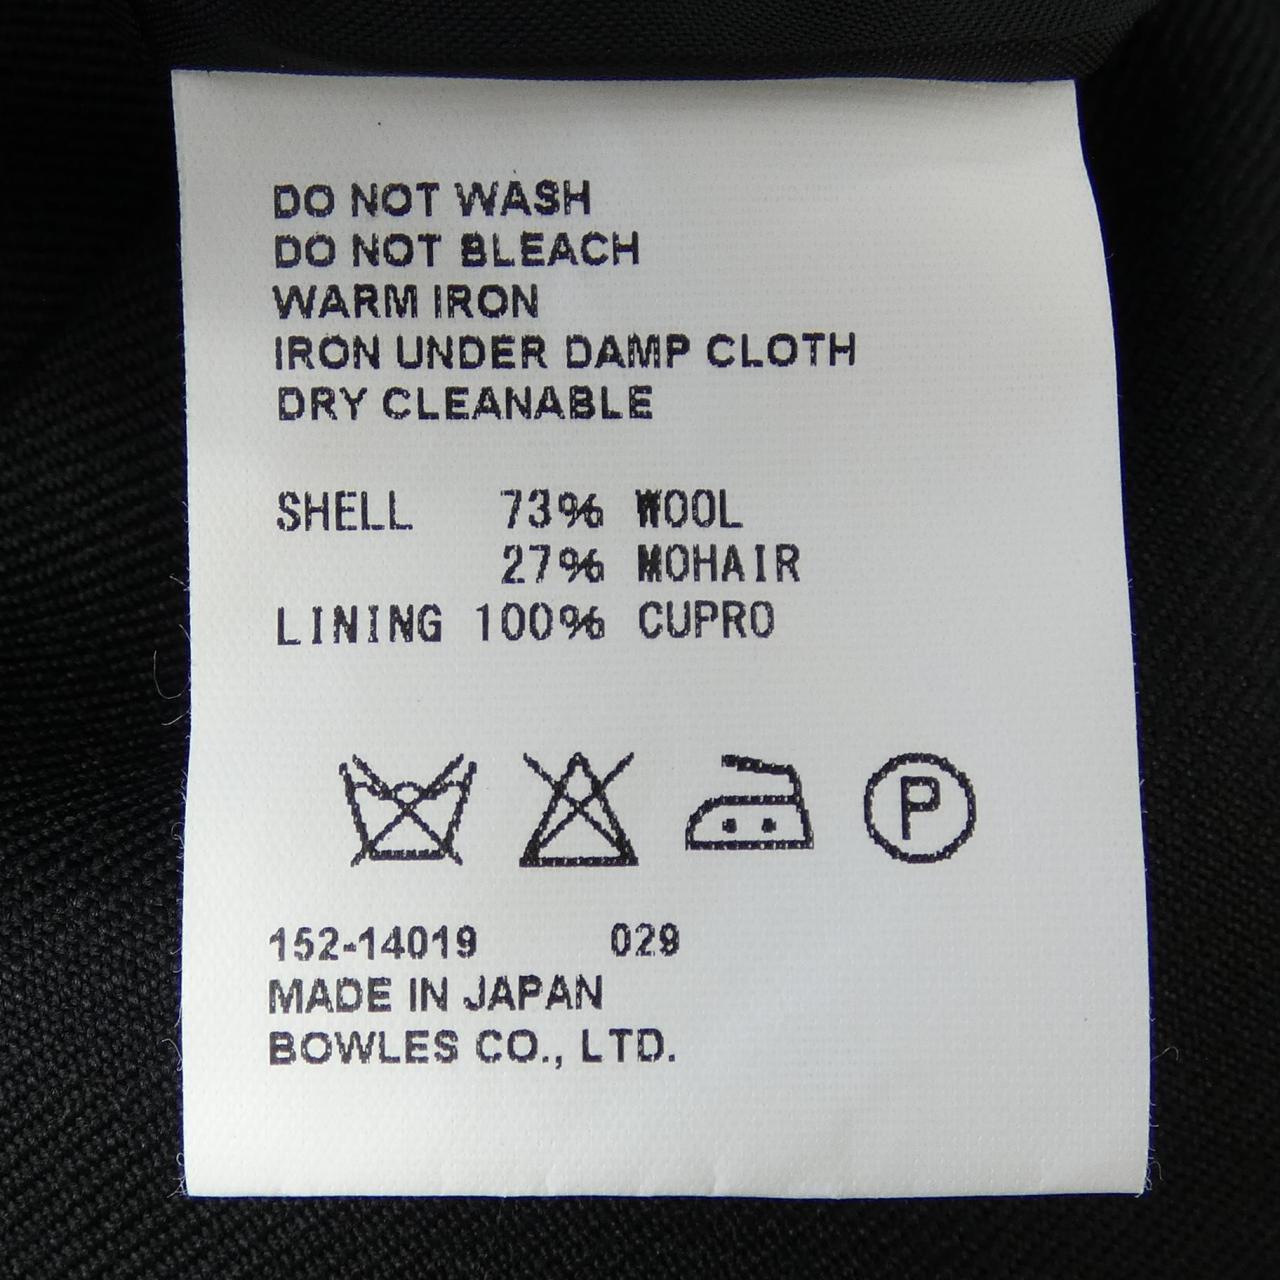 DO NOT WASH
DO NOT BLEACH
WARM IRON
IRON UNDER DAMP CLOTH
DRY CLEANABLE
SHELL 73% WOOL
27% MOHAIR
LINING 100% CUPRO
P
152-14019 029
MADE IN JAPAN
BOWLES CO., LTD.